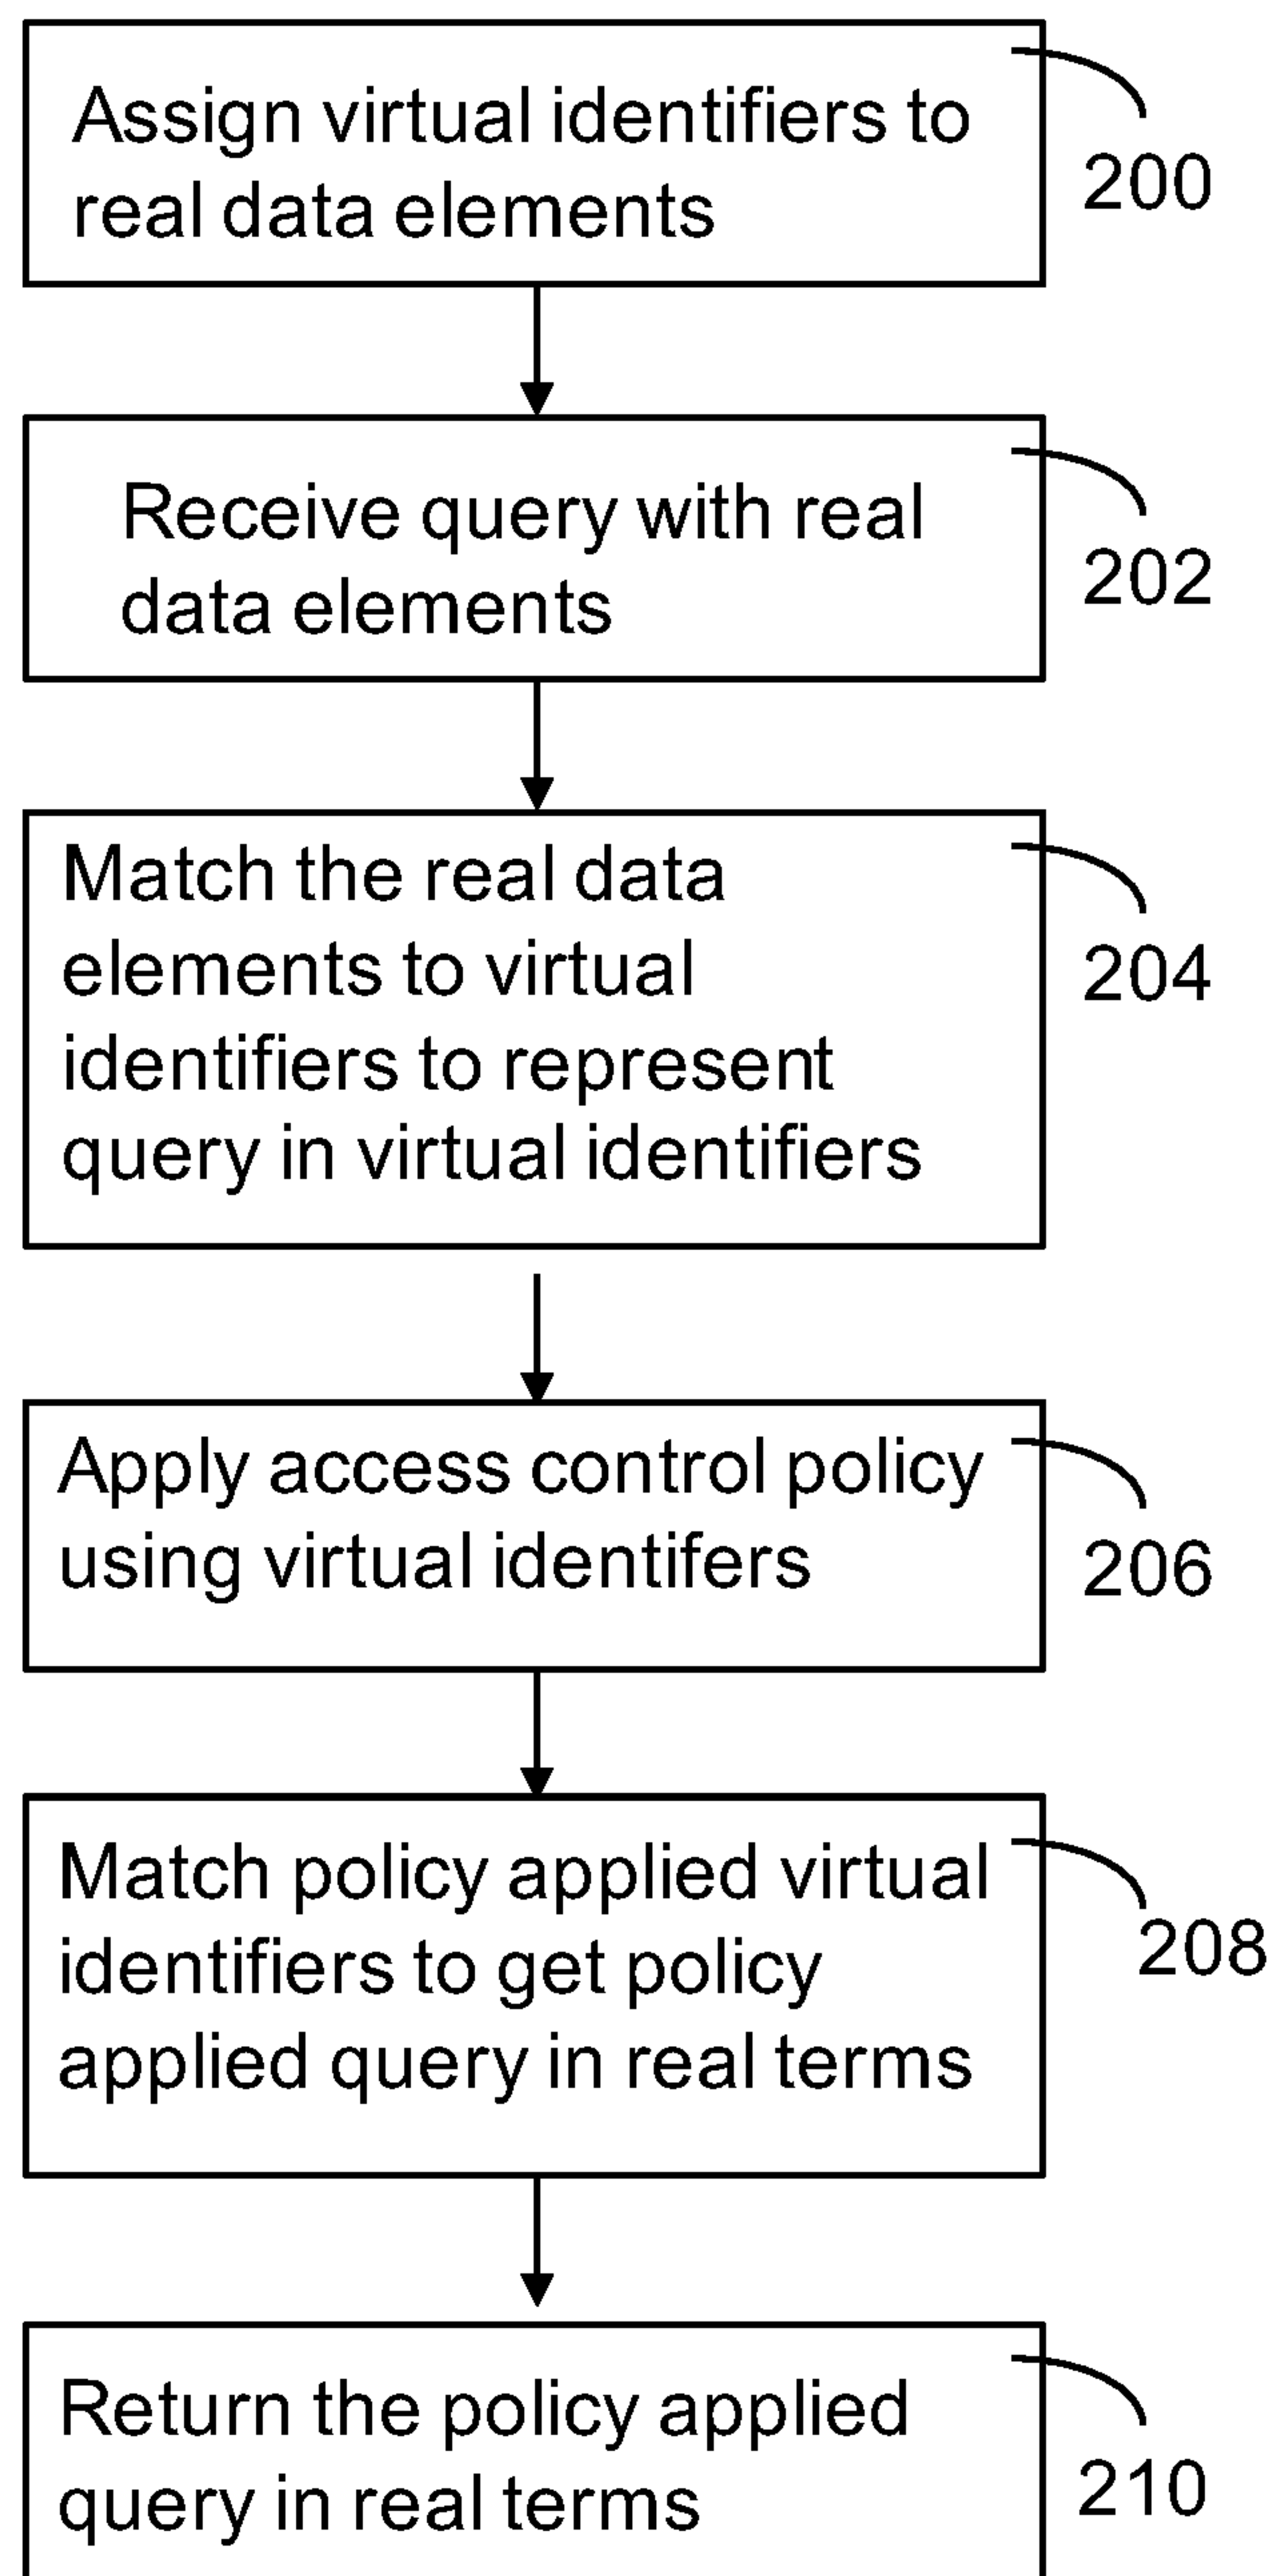 Assign virtual identifiers to
real data elements
200
Receive query with real
data elements
202
Match the real data
elements to virtual
identifiers to represent
query in virtual identifiers
204
Apply access control policy
using virtual identifers
206
Match policy applied virtual
identifiers to get policy
applied query in real terms
208
Return the policy applied
query in real terms
210